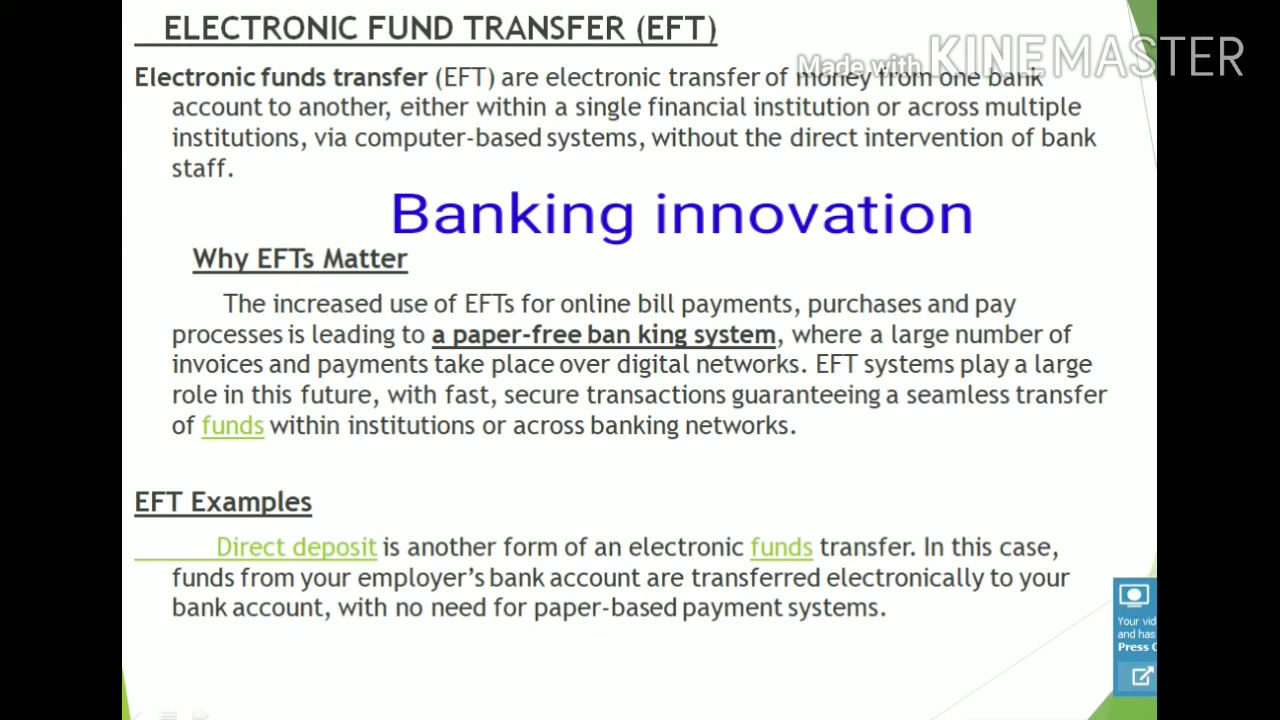 ELECTRONIC FUND TRANSFER (EFT)
Made with KINEMASTER
Electronic funds transfer (EFT) are electronic transfer of money from one bank
account to another, either within a single financial institution or across multiple
institutions, via computer-based systems, without the direct intervention of bank
staff.
Banking innovation
Why EFTs Matter
The increased use of EFTs for online bill payments, purchases and pay
processes is leading to a paper-free ban king system, where a large number of
invoices and payments take place over digital networks. EFT systems play a large
role in this future, with fast, secure transactions guaranteeing a seamless transfer
of funds within institutions or across banking networks.
EFT Examples
Direct deposit is another form of an electronic funds transfer. In this case,
funds from your employer's bank account are transferred electronically to your
bank account, with no need for paper-based payment systems.
Your vid
and has
Press C